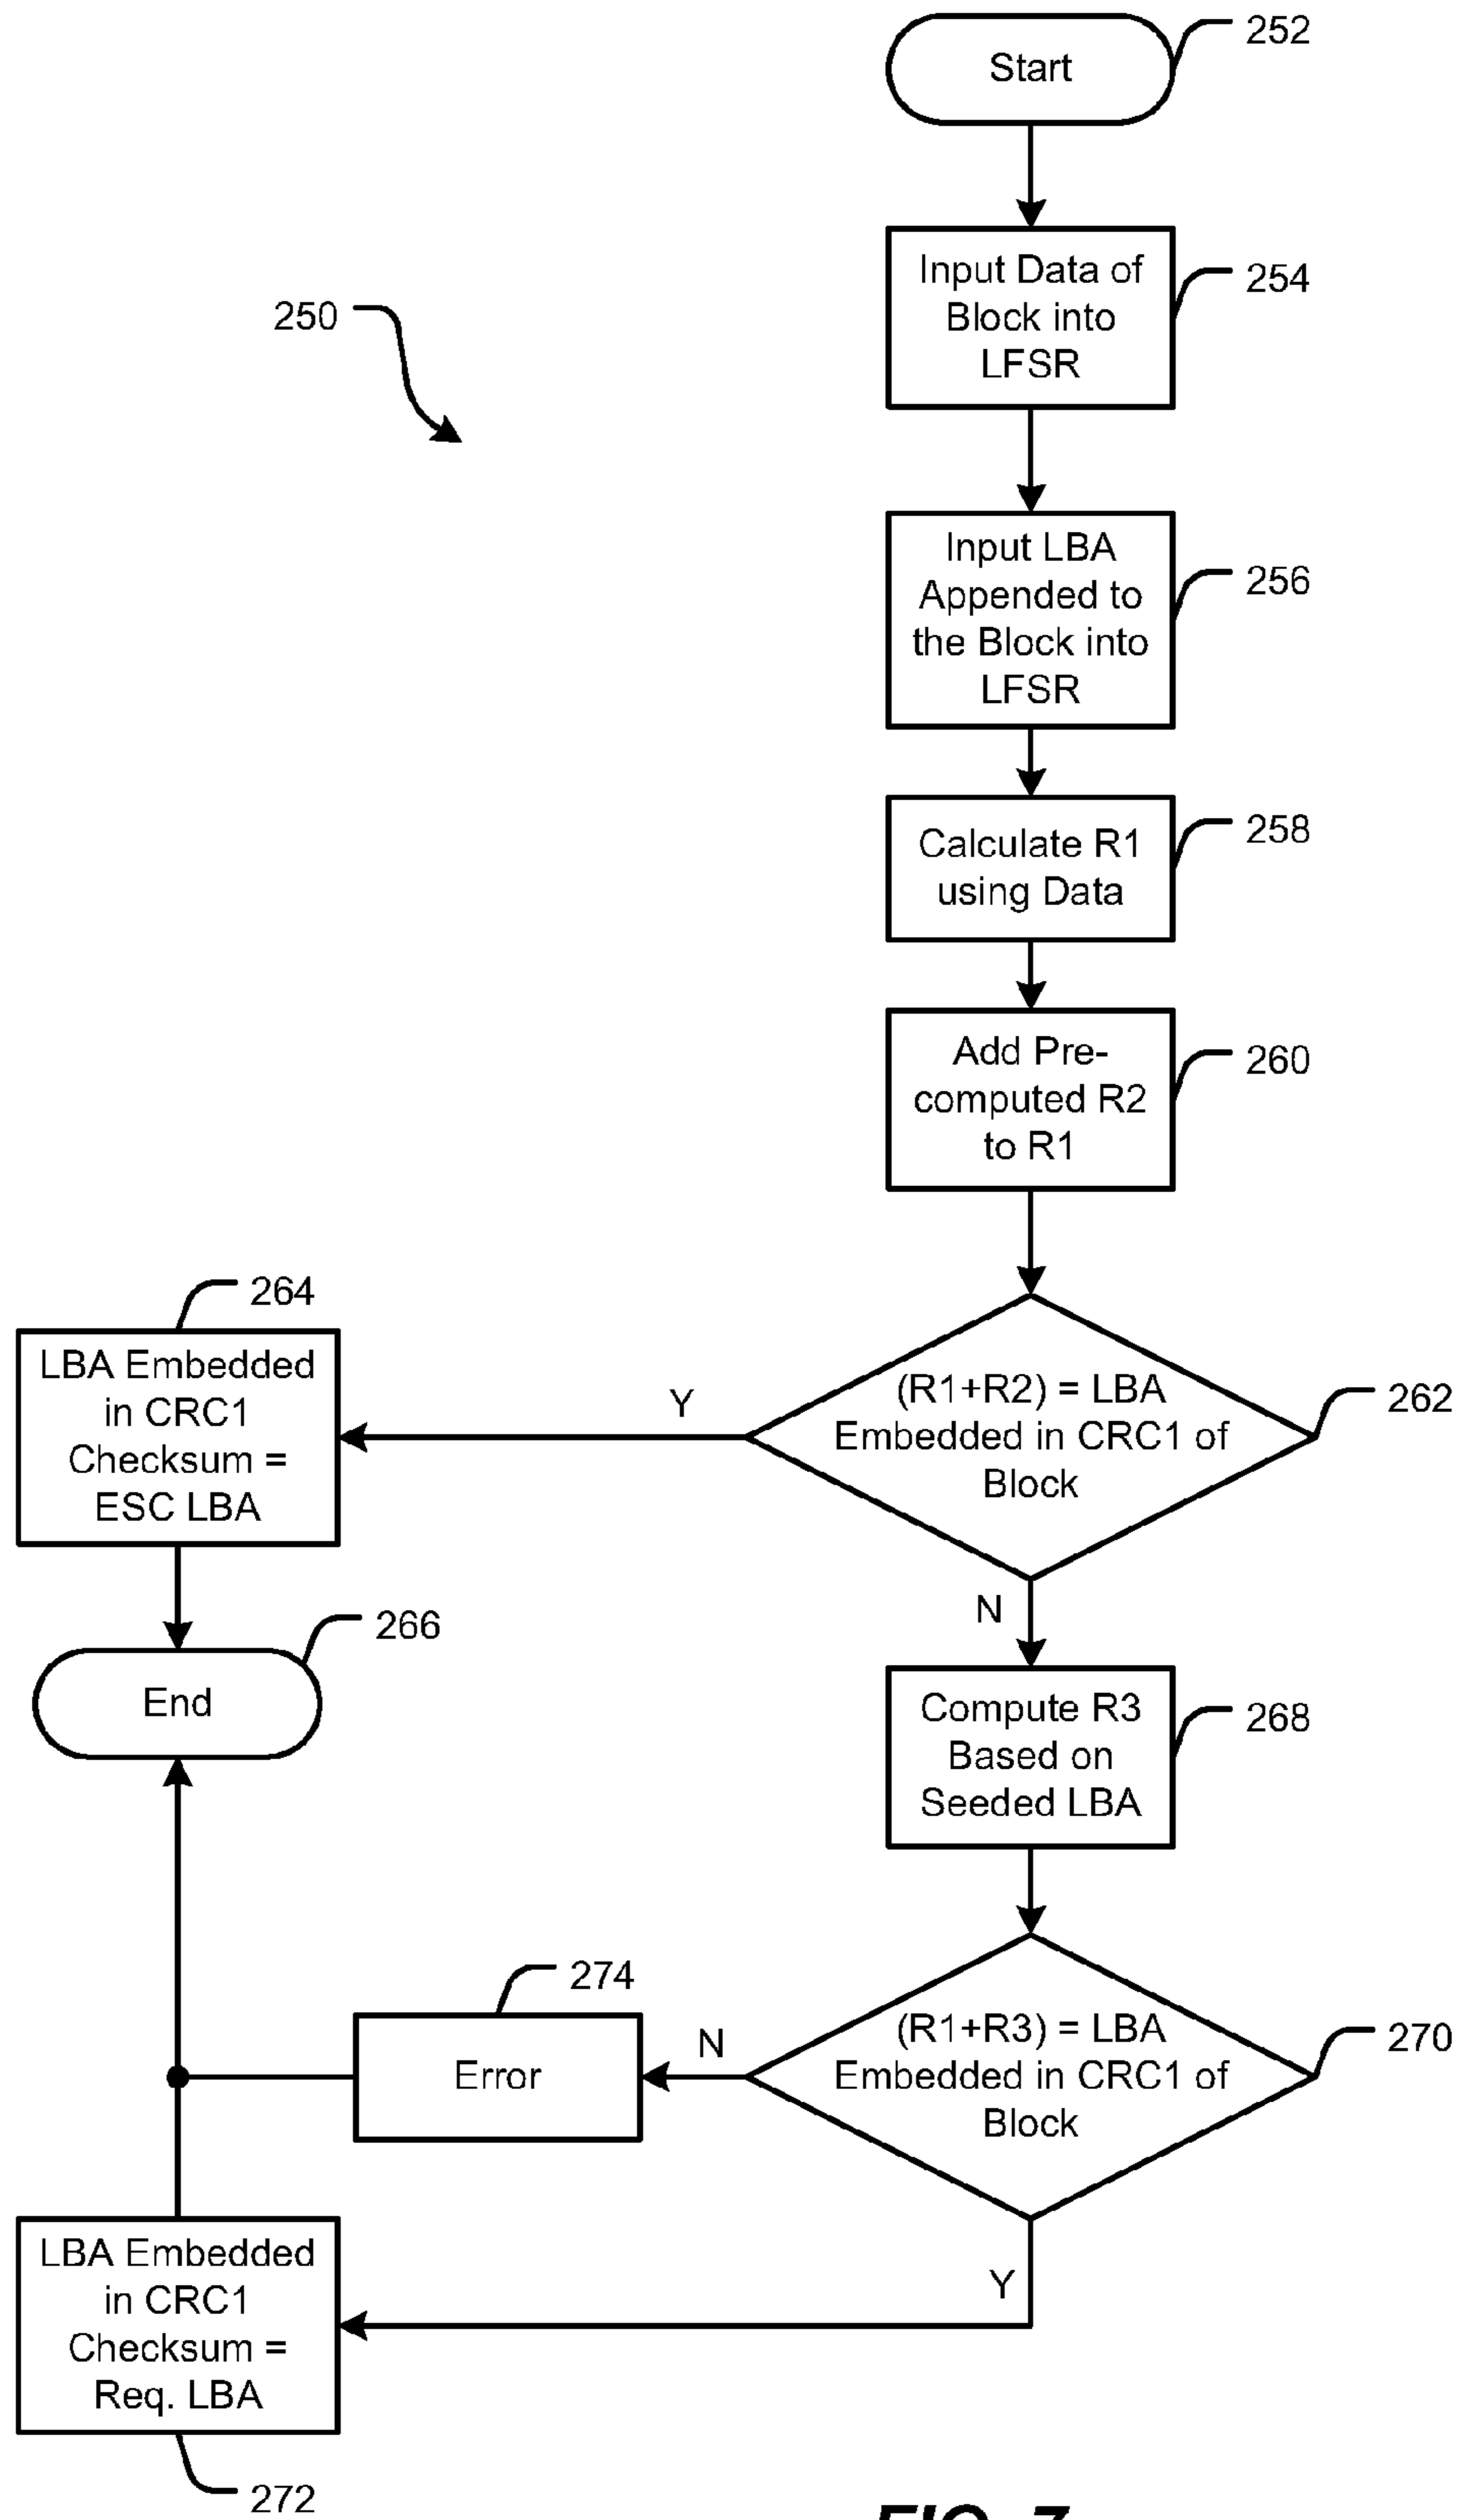 Start
252
Input Data of
Block into
LFSR
254
250
Input LBA
Appended to
the Block into
LFSR
256
Calculate R1
using Data
258
Add Pre-
computed R2
to R1
260
264
LBA Embedded
in CRC1
Checksum =
ESC LBA
Y
(R1+R2) = LBA
Embedded in CRC1 of
Block
262
N
266
End
Compute R3
Based on
Seeded LBA
268
274
Error
N
(R1+R3) = LBA
Embedded in CRC1 of
Block
270
Y
LBA Embedded
in CRC1
Checksum =
Req. LBA
272